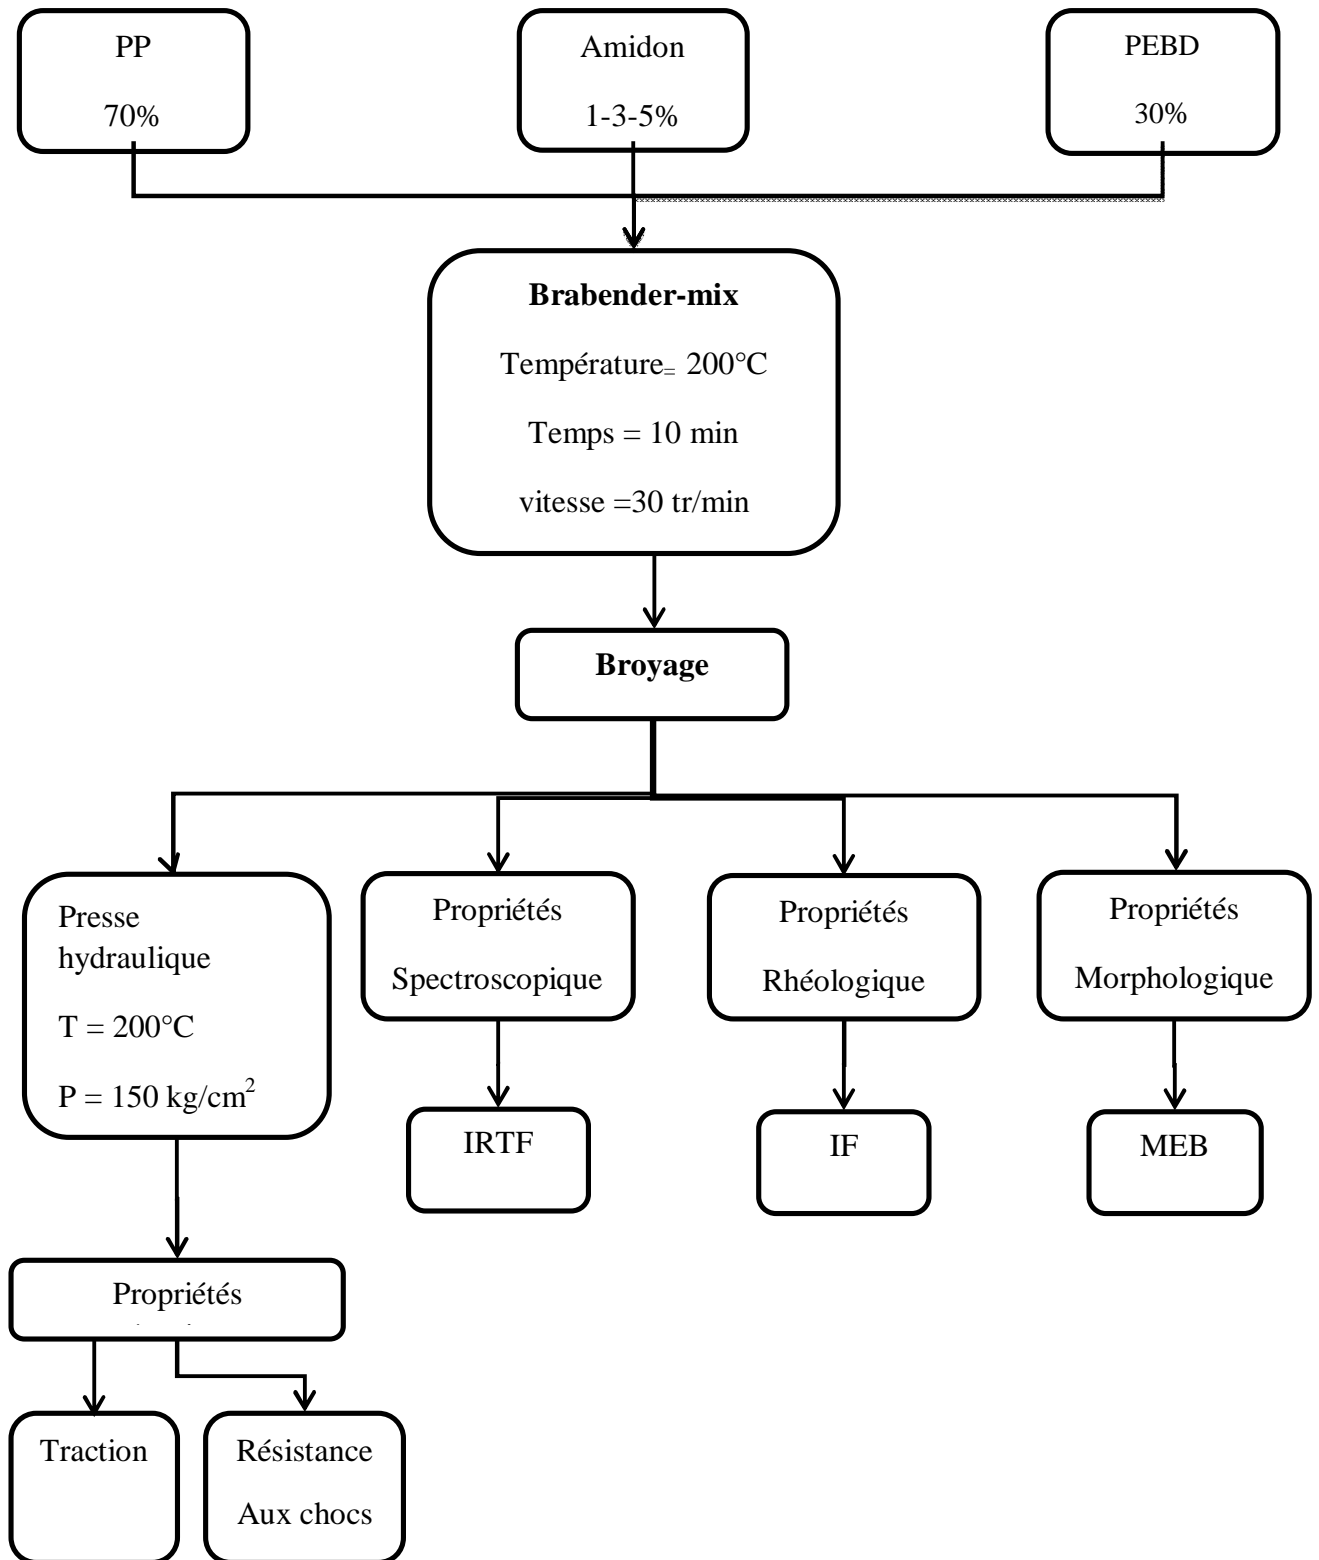 PP
70%
Amidon
1-3-5%
PEBD
30%
Brabender-mix
Température= 200°C
Temps = 10 min
vitesse =30 tr/min
Broyage
Presse
hydraulique
T = 200°C
P = 150 kg/cm²
Propriétés
Spectroscopique
Propriétés
Rhéologique
Propriétés
Morphologique
IRTF
IF
MEB
Propriétés
Traction
Résistance
Aux chocs